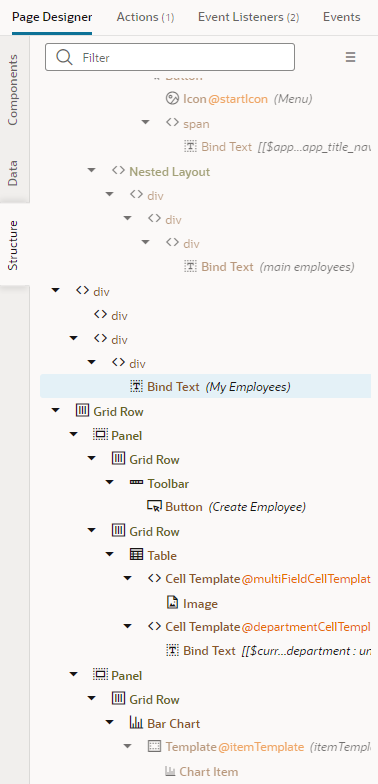 Page Designer Actions (1) Event Listeners (2) Events
Components
Data
Structure
Filter
Button
Icon @startIcon (Menu)
<> span
Bind Text [[$app...app_title_nav
<> Nested Layout
<> div
<> div
<> div
Bind Text (main employees)
<> div
<> div
<> div
<> div
Bind Text (My Employees)
Grid Row
Panel
Grid Row
Toolbar
Button (Create Employee)
Grid Row
Table
<> Cell Template @multiFieldCellTemplat
Image
<> Cell Template @departmentCellTempl
Bind Text [[$curr...department : un
Panel
Grid Row
Bar Chart
Template @itemTemplate (itemTempl
Chart Item